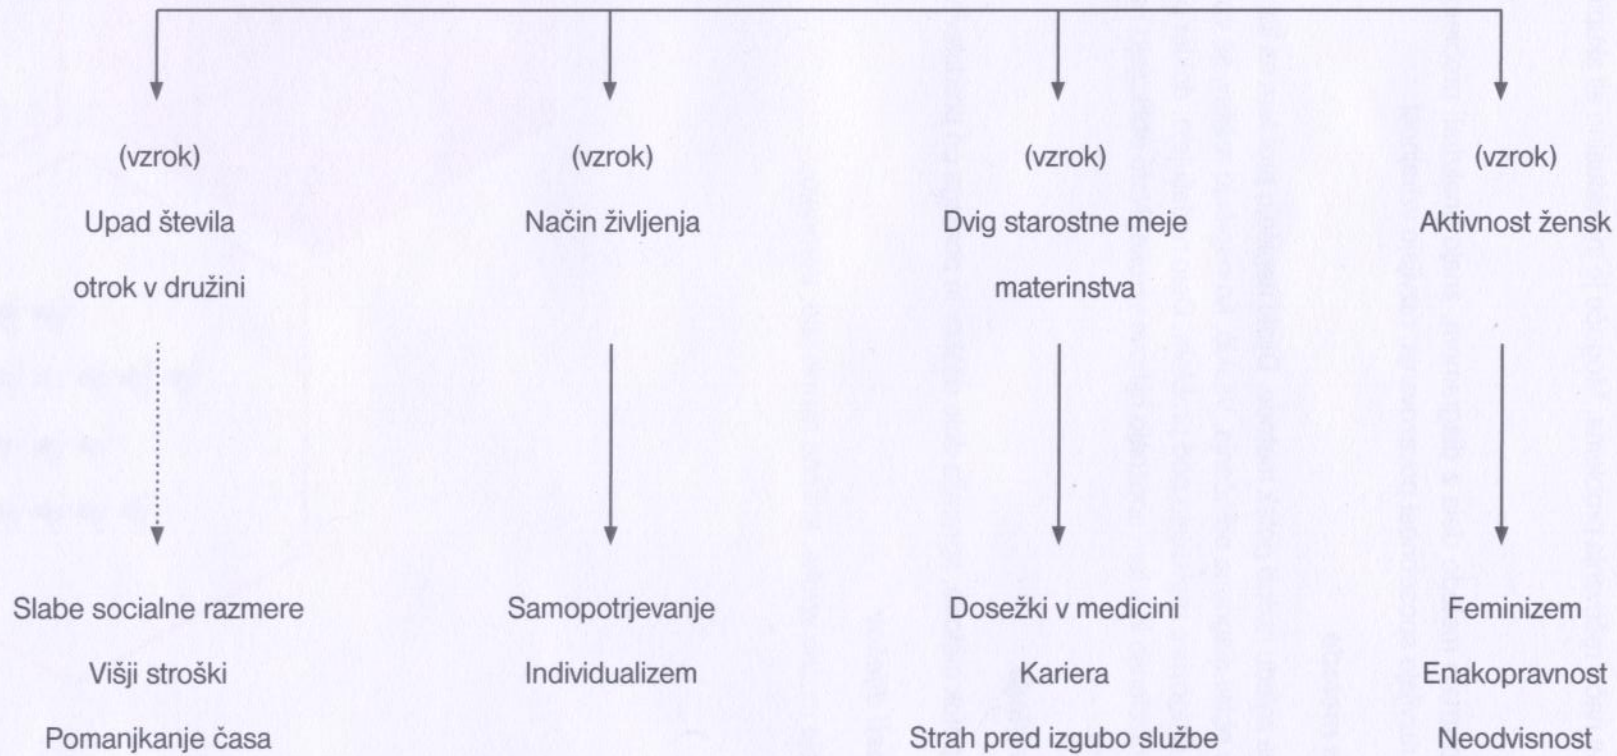 (vzrok)
Upad števila
otrok v družini
Slabe socialne razmere
Višji stroški
Pomanjkanje časa
(vzrok)
Način življenja
Samopotrjevanje
Individualizem
(vzrok)
Dvig starostne meje
materinstva
Dosežki v medicini
Kariera
Strah pred izgubo službe
(vzrok)
Aktivnost žensk
Feminizem
Enakopravnost
Neodvisnost